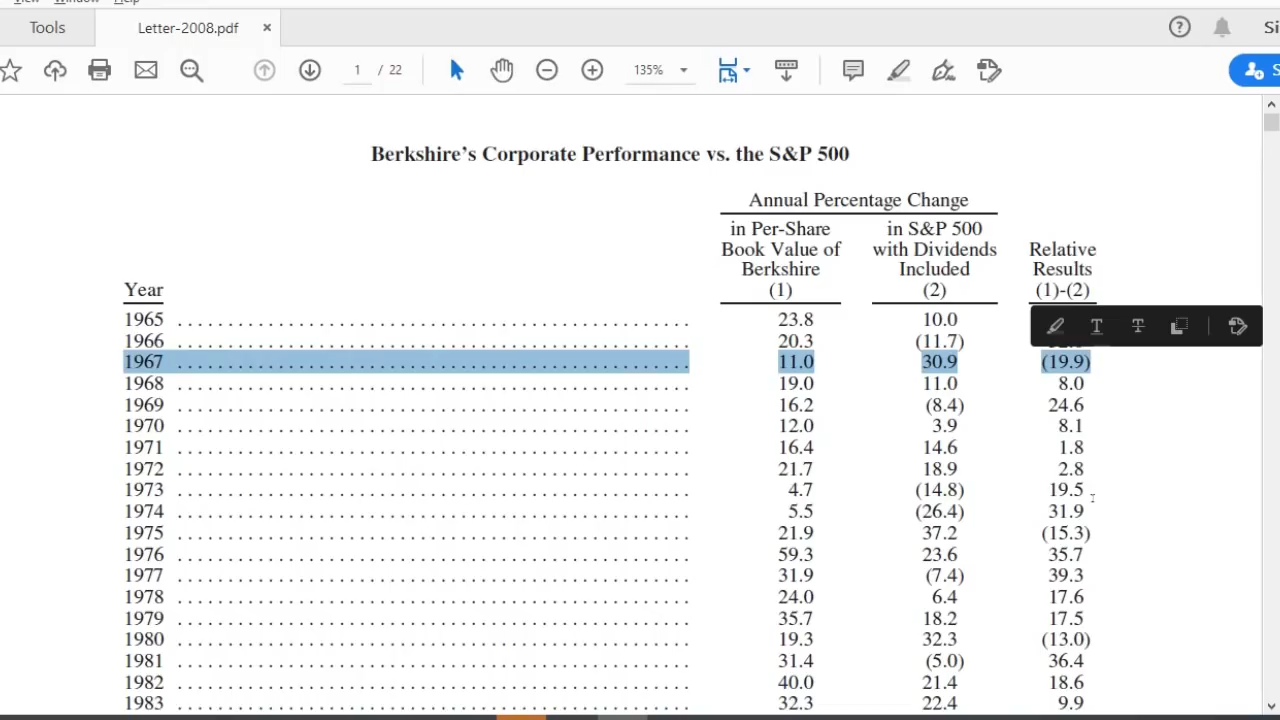 View Window Help
Tools Letter-2008.pdf × ? Si
1 / 22 135%
Berkshire's Corporate Performance vs. the S&P 500
Annual Percentage Change
in Per-Share in S&P 500
Book Value of with Dividends Relative
Berkshire Included Results
Year (1) (2) (1)-(2)
1965 23.8 10.0
1966 20.3 (11.7)
1967 11.0 30.9 (19.9)
1968 19.0 11.0 8.0
1969 16.2 (8.4) 24.6
1970 12.0 3.9 8.1
1971 16.4 14.6 1.8
1972 21.7 18.9 2.8
1973 4.7 (14.8) 19.5
1974 5.5 (26.4) 31.9
1975 21.9 37.2 (15.3)
1976 59.3 23.6 35.7
1977 31.9 (7.4) 39.3
1978 24.0 6.4 17.6
1979 35.7 18.2 17.5
1980 19.3 32.3 (13.0)
1981 31.4 (5.0) 36.4
1982 40.0 21.4 18.6
1983 32.3 22.4 9.9